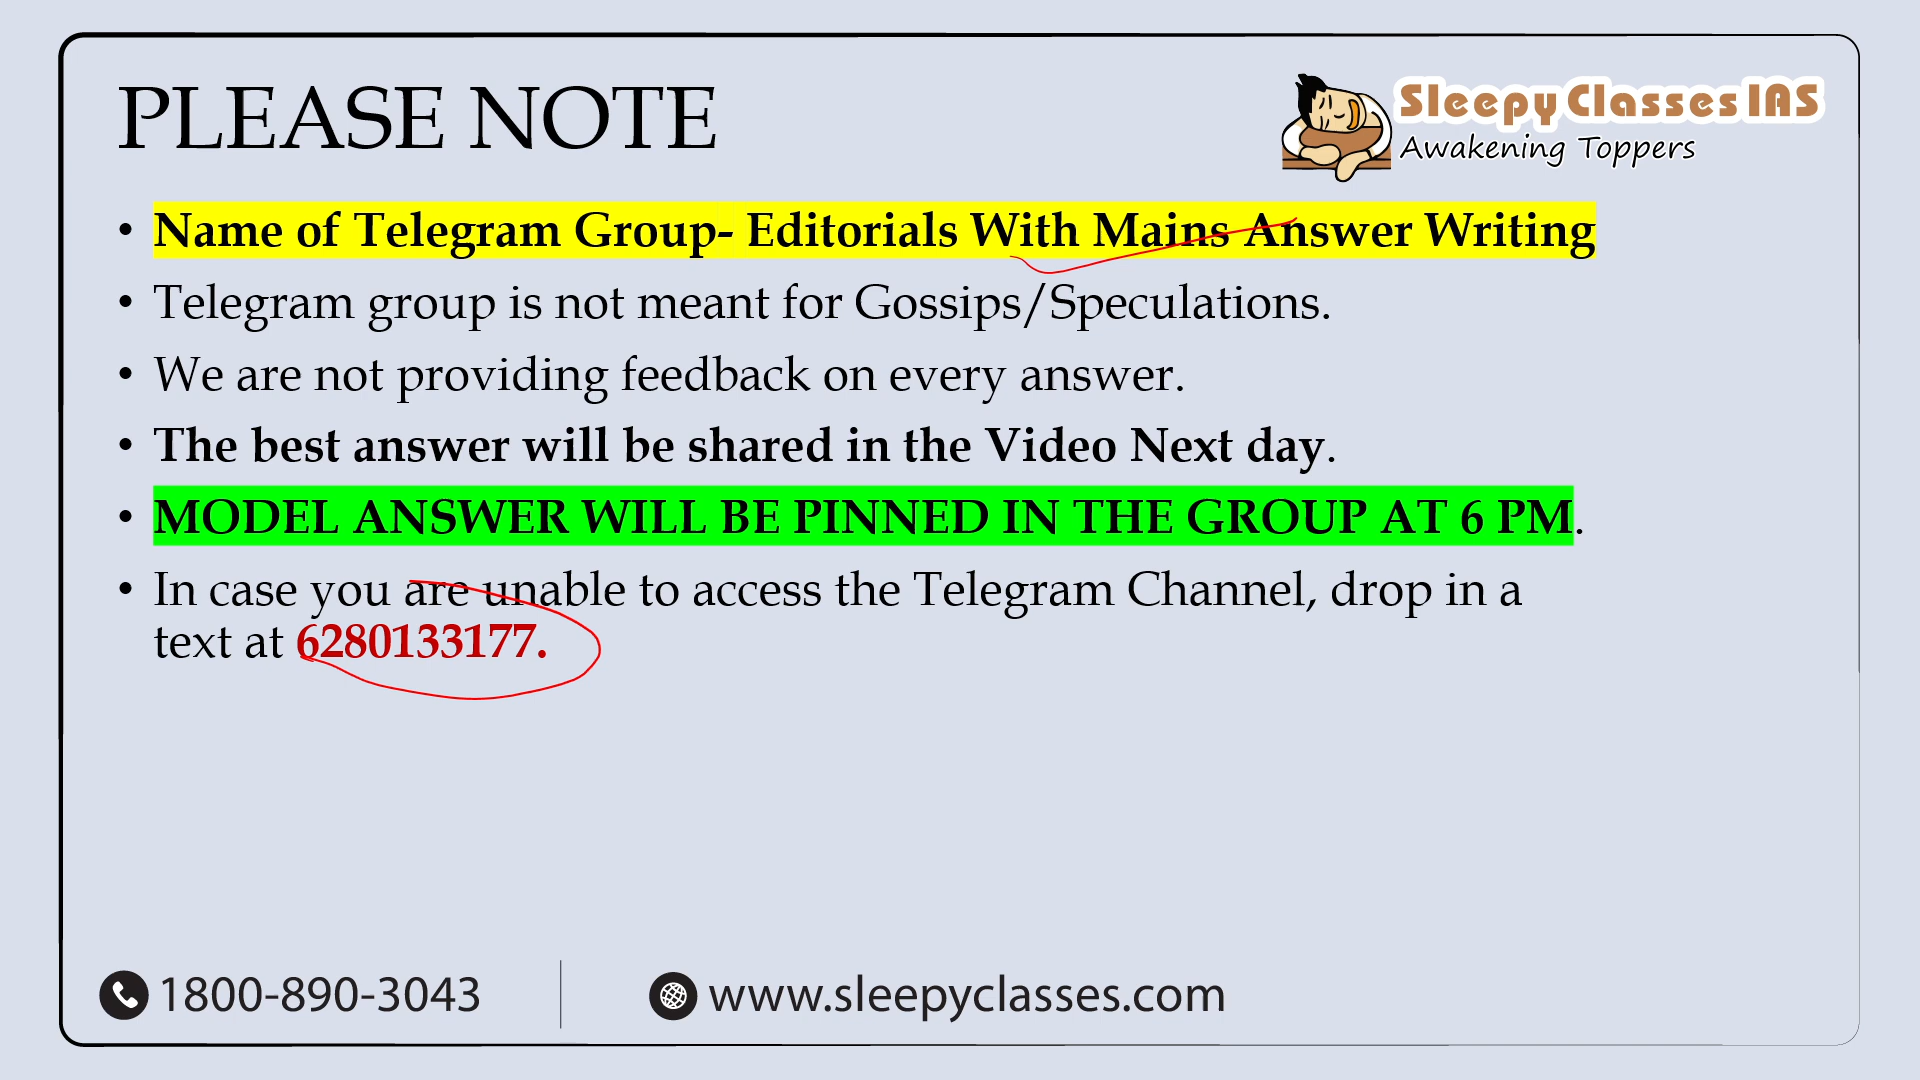 PLEASE NOTE
Sleepy Classes IAS
Awakening Toppers
• Name of Telegram Group- Editorials With Mains Answer Writing
• Telegram group is not meant for Gossips/Speculations.
• We are not providing feedback on every answer.
• The best answer will be shared in the Video Next day.
• MODEL ANSWER WILL BE PINNED IN THE GROUP AT 6 PM.
• In case you are unable to access the Telegram Channel, drop in a
text at 6280133177.
1800-890-3043
www.sleepyclasses.com